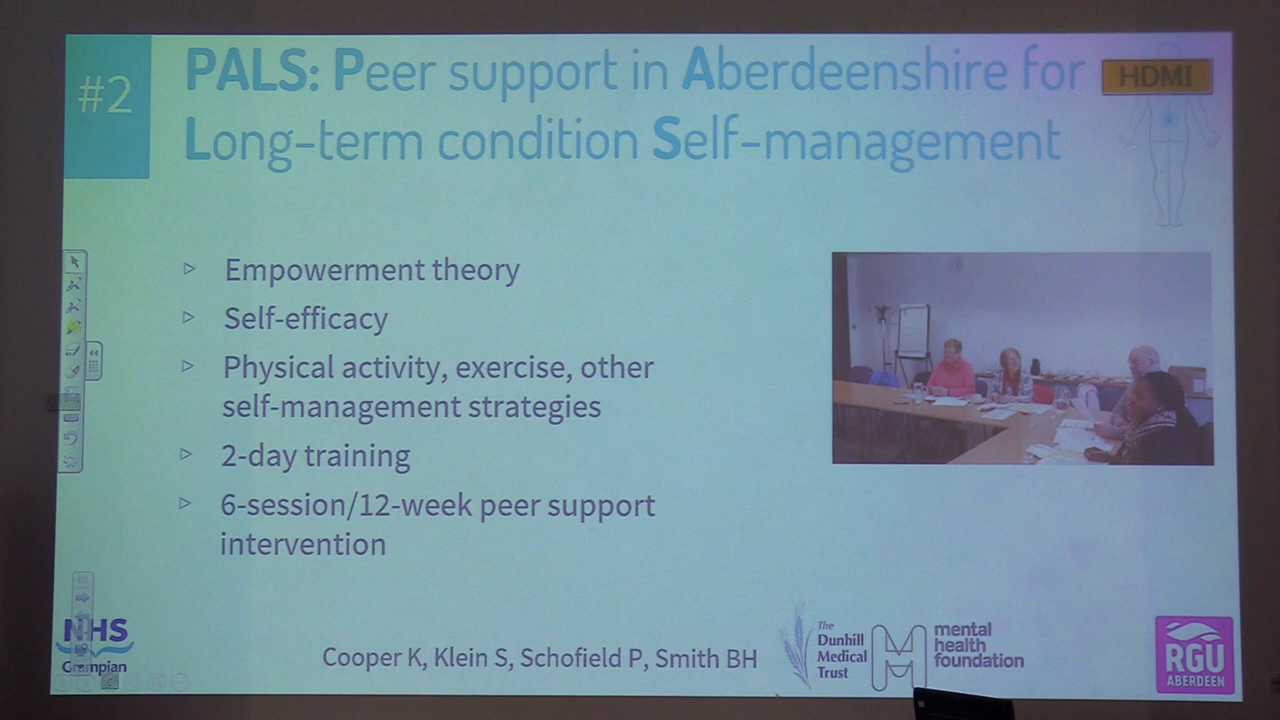 #2
PALS: Peer support in Aberdeenshire for
Long-term condition Self-management
HDMI
▹ Empowerment theory
▹ Self-efficacy
▹ Physical activity, exercise, other
self-management strategies
▹ 2-day training
▹ 6-session/12-week peer support
intervention
NHS
Grampian
Cooper K, Klein S, Schofield P, Smith BH
The
Dunhill
Medical
Trust
mental
health
foundation
RGU
ABERDEEN